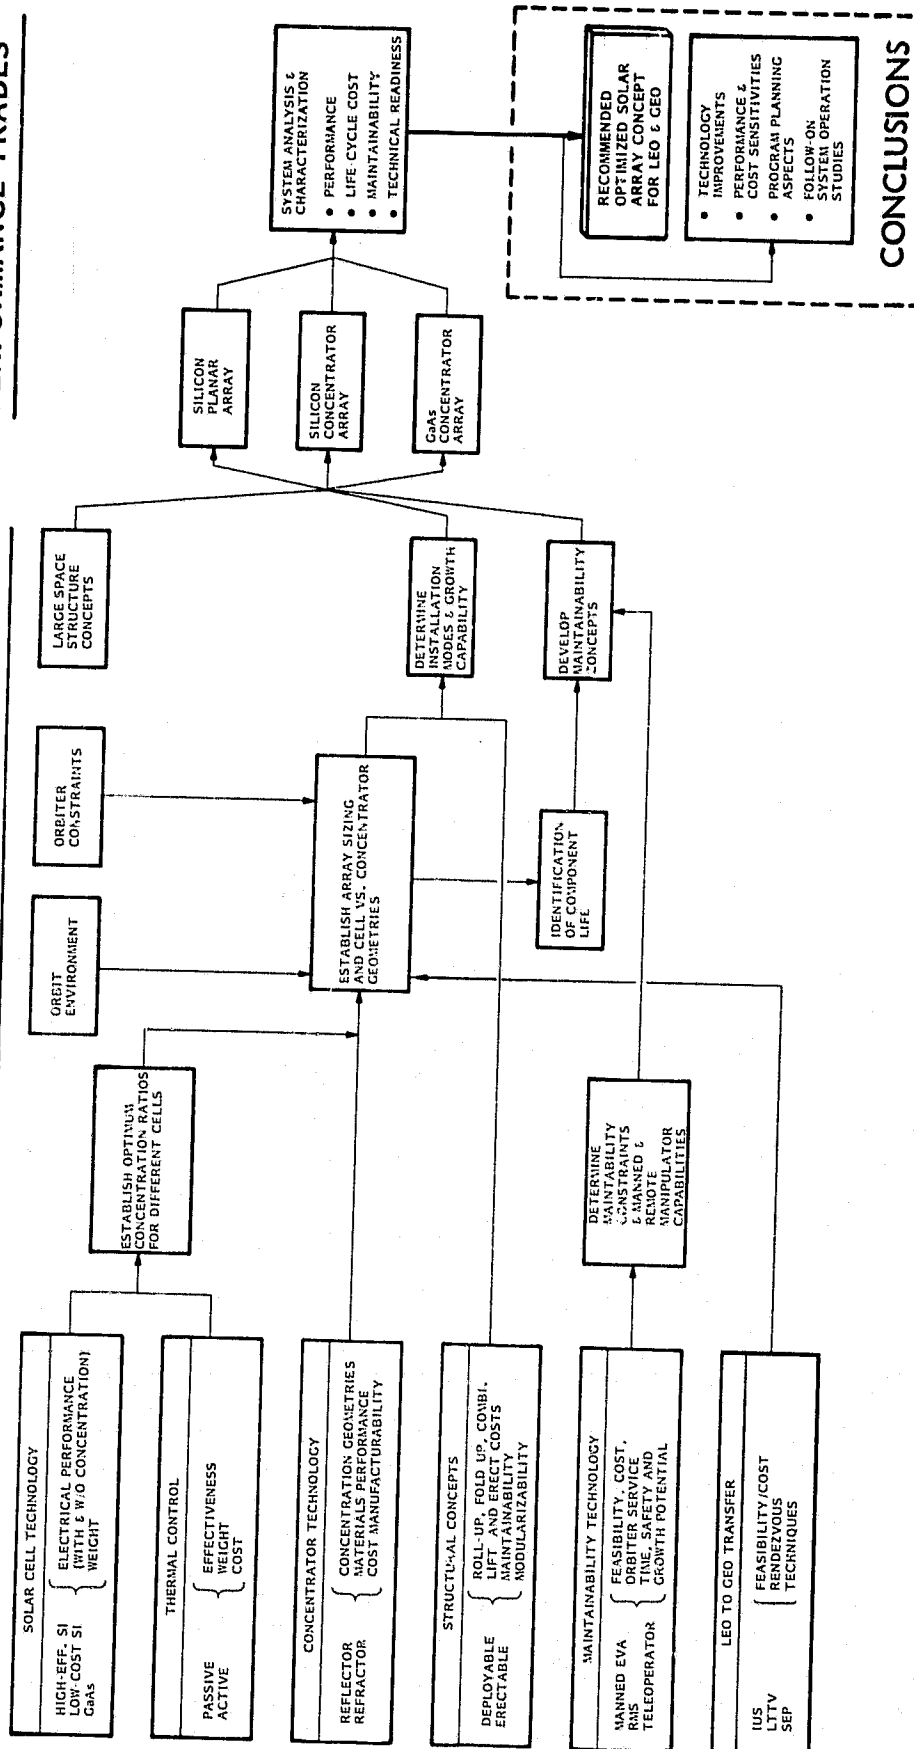 SOLAR CELL TECHNOLOGY
HIGH-EFF. SI
LOW-COST SI
GaAs
ELECTRICAL PERFORMANCE
(WITH & W/O CONCENTRATION)
WEIGHT
THERMAL CONTROL
PASSIVE
ACTIVE
EFFECTIVENESS
WEIGHT
COST
CONCENTRATOR TECHNOLOGY
REFLECTOR
REFRACTOR
CONCENTRATION GEOMETRIES
MATERIALS PERFORMANCE
COST MANUFACTURABILITY
STRUCTURAL CONCEPTS
DEPLOYABLE
ERECTABLE
ROLL-UP, FOLD UP, COMBI.
LIFT AND ERECT COSTS
MAINTAINABILITY
MODULARIZABILITY
MAINTAINABILITY TECHNOLOGY
MANNED EVA
RMS
TELEOPERATOR
FEASIBILITY, COST,
ORBITER SERVICE
TIME, SAFETY AND
GROWTH POTENTIAL
LEO TO GEO TRANSFER
IUS
LTTV
SEP
FEASIBILITY/COST
RENDEZVOUS
TECHNIQUES
ESTABLISH OPTIMUM
CONCENTRATION RATIOS
FOR DIFFERENT CELLS
DETERMINE
MAINTABILITY
CONSTRAINTS
& MANNED &
REMOTE
MANIPULATOR
CAPABILITIES
ORBIT
ENVIRONMENT
ORBITER
CONSTRAINTS
ESTABLISH ARRAY SIZING
AND CELL VS. CONCENTRATOR
GEOMETRIES
IDENTIFICATION
OF COMPONENT
LIFE
LARGE SPACE
STRUCTURE
CONCEPTS
DETERMINE
INSTALLATION
MODES & GROWTH
CAPABILITY
DEVELOP
MAINTAINABILITY
CONCEPTS
SILICON
PLANAR
ARRAY
SILICON
CONCENTRATOR
ARRAY
GaAs
CONCENTRATOR
ARRAY
SYSTEM ANALYSIS &
CHARACTERIZATION
• PERFORMANCE
• LIFE-CYCLE COST
• MAINTAINABILITY
• TECHNICAL READINESS
RECOMMENDED
OPTIMIZED SOLAR
ARRAY CONCEPT
FOR LEO & GEO
• TECHNOLOGY
IMPROVEMENTS
• PERFORMANCE &
COST SENSITIVITIES
• PROGRAM PLANNING
ASPECTS
• FOLLOW-ON
SYSTEM OPERATION
STUDIES
CONCLUSIONS